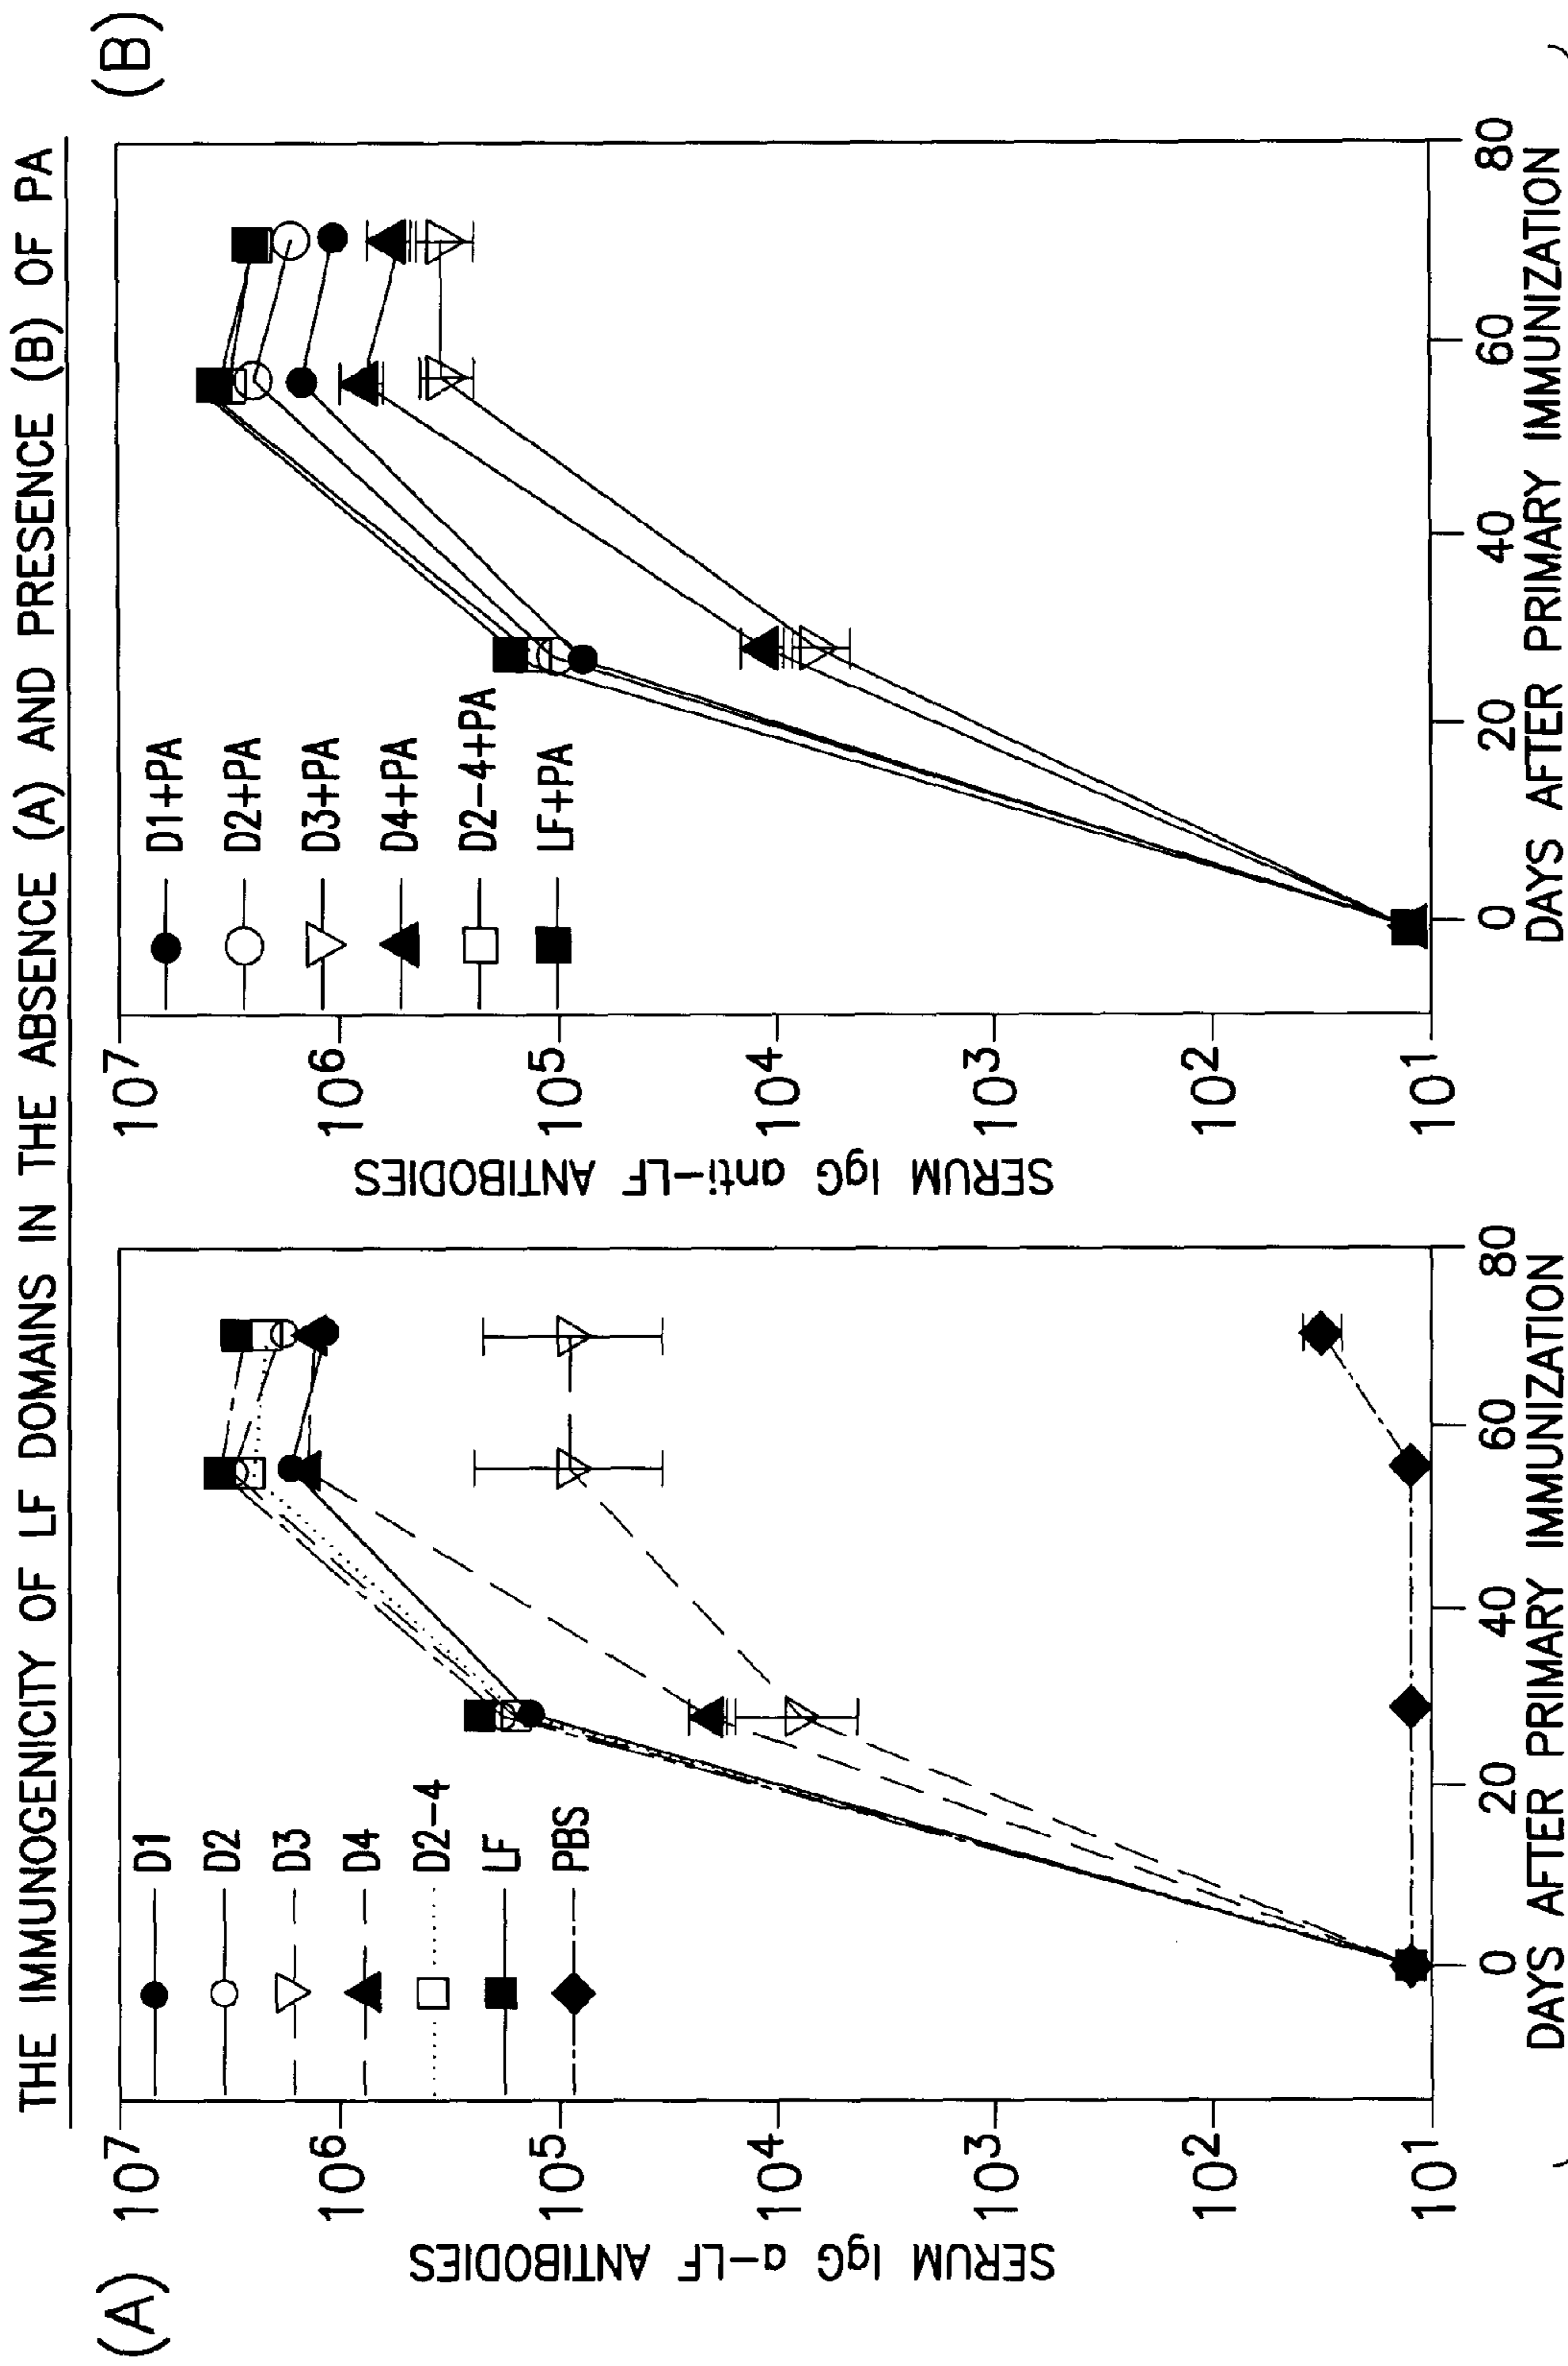 THE IMMUNOGENICITY OF LF DOMAINS IN THE ABSENCE (A) AND PRESENCE (B) OF PA
(A)
SERUM IgG α-LF ANTIBODIES
10⁷
10⁶
10⁵
10⁴
10³
10²
10¹
D1
D2
D3
D4
D2-4
LF
PBS
0 20 40 60 80
DAYS AFTER PRIMARY IMMUNIZATION
(B)
SERUM IgG anti-LF ANTIBODIES
10⁷
10⁶
10⁵
10⁴
10³
10²
10¹
D1+PA
D2+PA
D3+PA
D4+PA
D2-4+PA
LF+PA
0 20 40 60 80
DAYS AFTER PRIMARY IMMUNIZATION